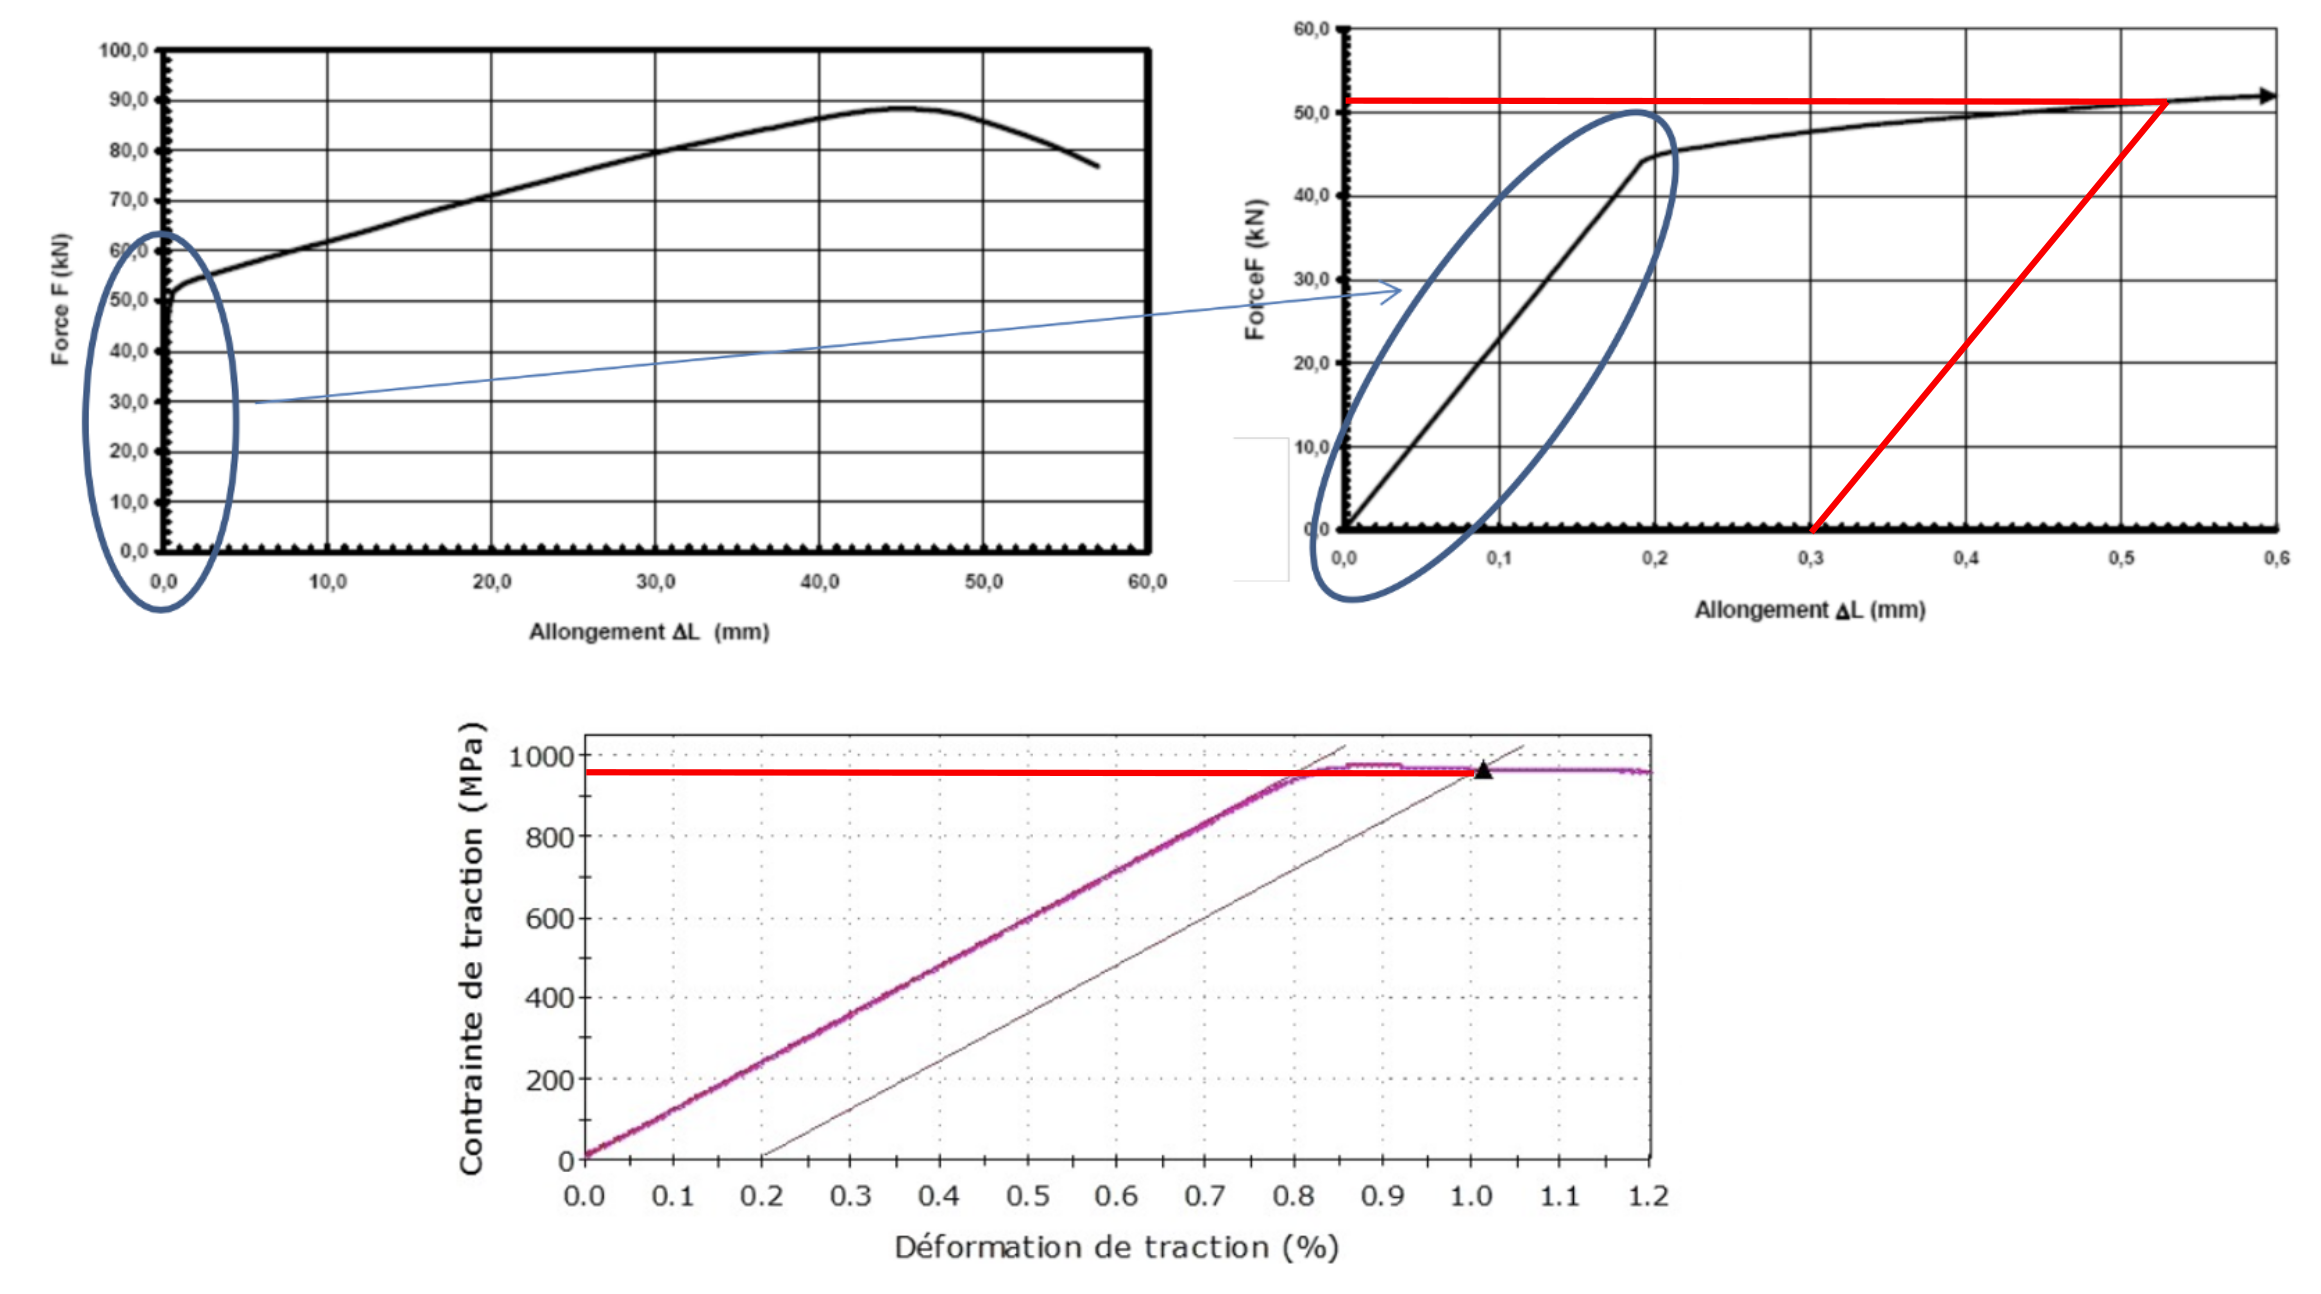 100,0
90,0
80,0
70,0
60,0
50,0
40,0
30,0
20,0
10,0
0,0
Force F (kN)
0,0 10,0 20,0 30,0 40,0 50,0 60,0
Allongement ΔL (mm)
60,0
50,0
40,0
30,0
20,0
10,0
0,0
ForceF (kN)
0,0 0,1 0,2 0,3 0,4 0,5 0,6
Allongement ΔL (mm)
Contrainte de traction (MPa)
1000
800
600
400
200
0
0.0 0.1 0.2 0.3 0.4 0.5 0.6 0.7 0.8 0.9 1.0 1.1 1.2
Déformation de traction (%)